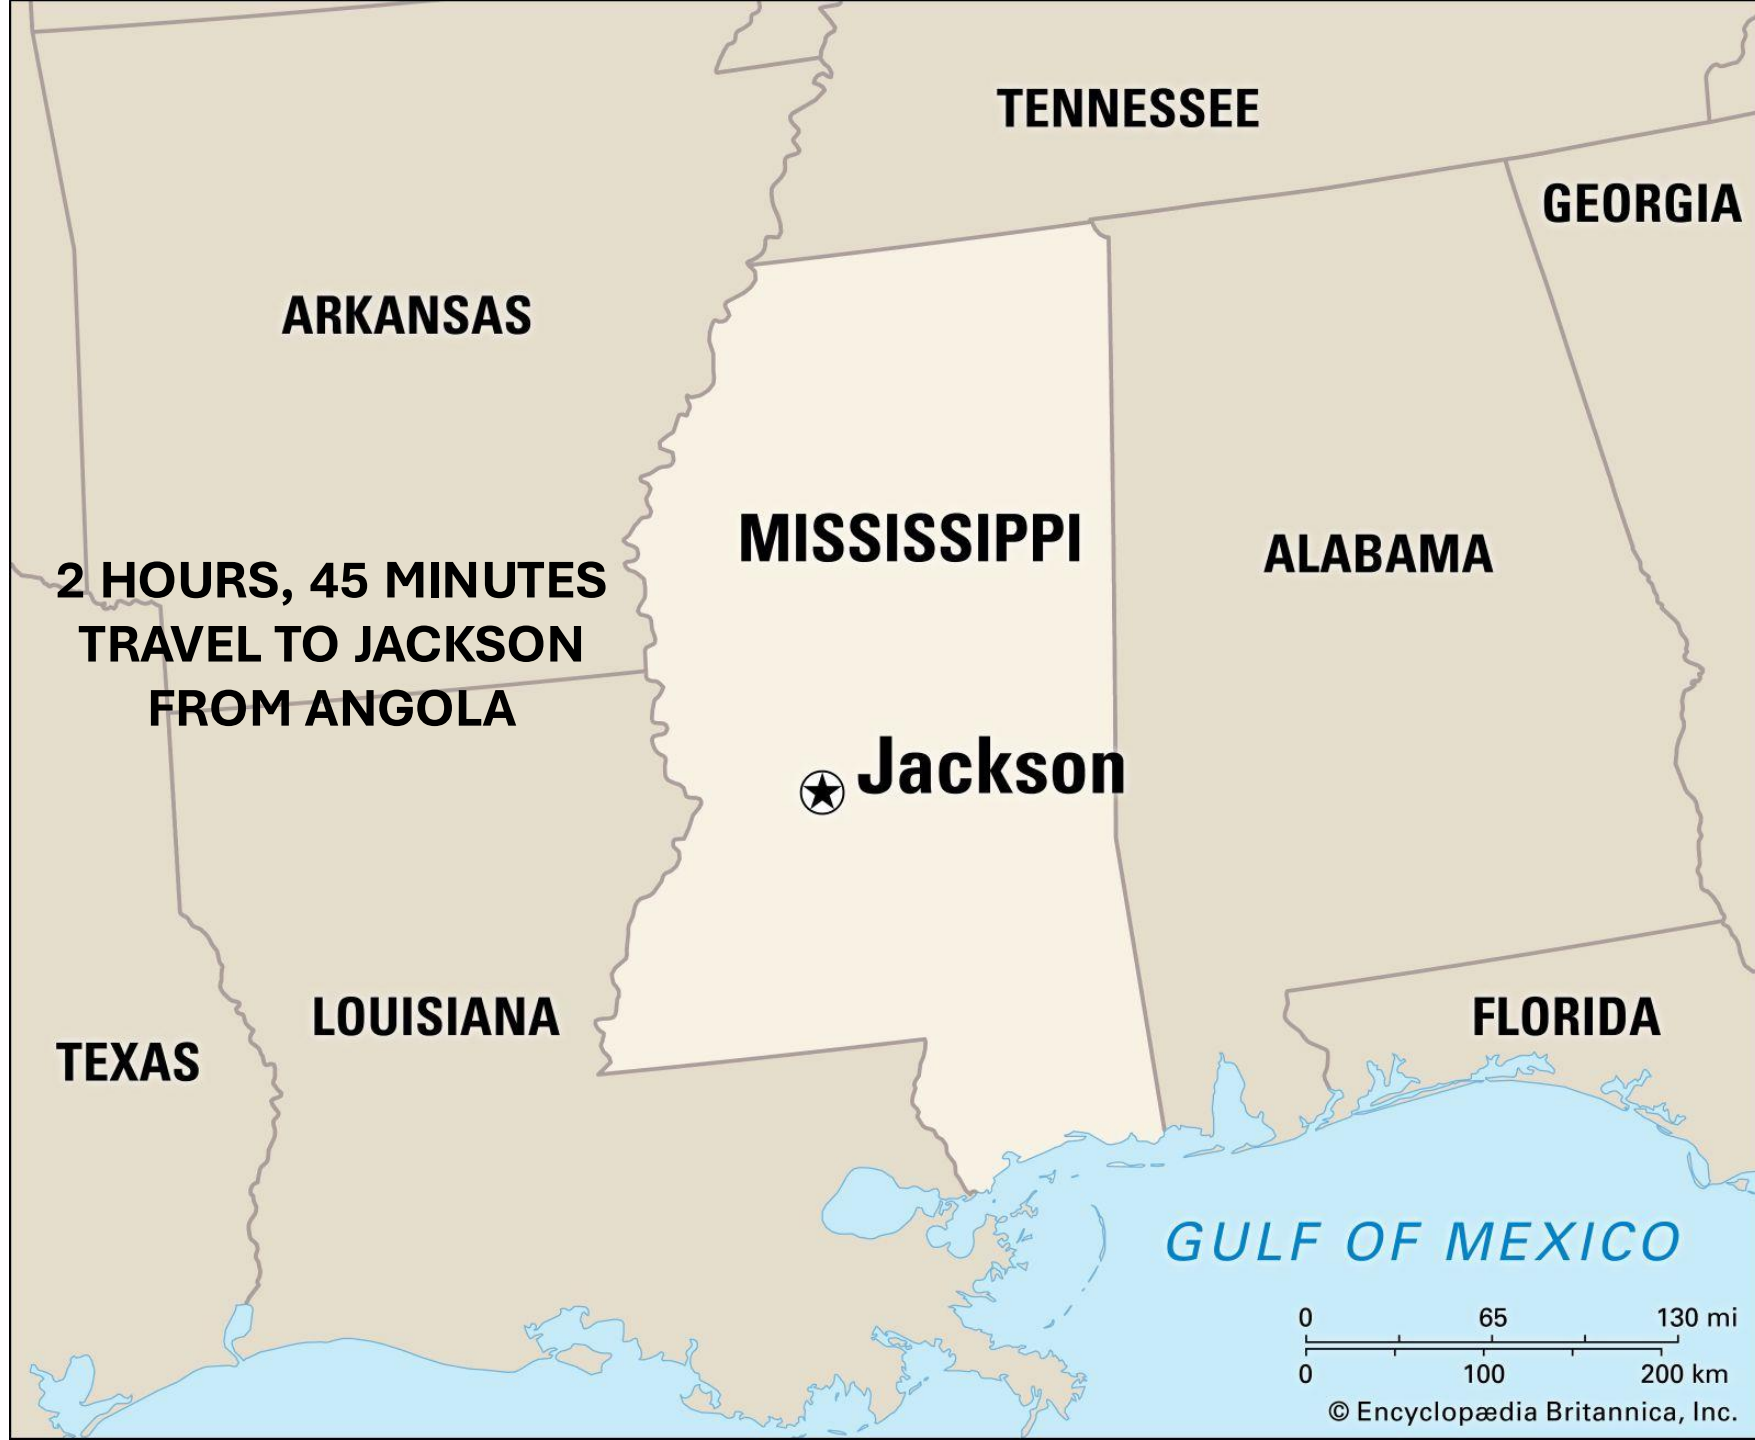 TENNESSEE
GEORGIA
ARKANSAS
MISSISSIPPI
ALABAMA
2 HOURS, 45 MINUTES
TRAVEL TO JACKSON
FROM ANGOLA
Jackson
LOUISIANA
FLORIDA
TEXAS
GULF OF MEXICO
0 65 130 mi
0 100 200 km
© Encyclopædia Britannica, Inc.